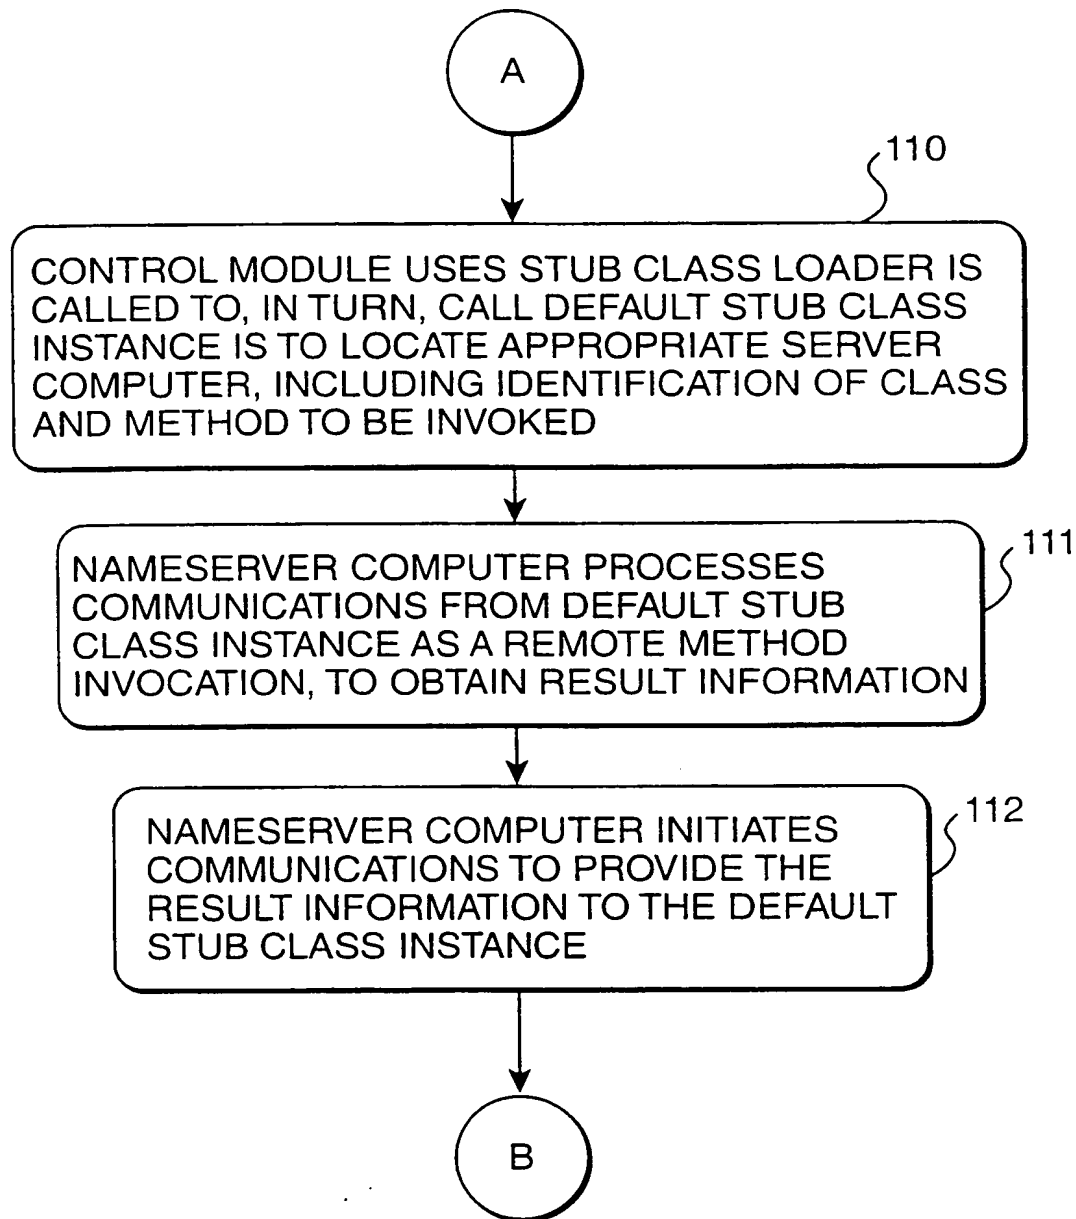 A
110
CONTROL MODULE USES STUB CLASS LOADER IS
CALLED TO, IN TURN, CALL DEFAULT STUB CLASS
INSTANCE IS TO LOCATE APPROPRIATE SERVER
COMPUTER, INCLUDING IDENTIFICATION OF CLASS
AND METHOD TO BE INVOKED
111
NAMESERVER COMPUTER PROCESSES
COMMUNICATIONS FROM DEFAULT STUB
CLASS INSTANCE AS A REMOTE METHOD
INVOCATION, TO OBTAIN RESULT INFORMATION
112
NAMESERVER COMPUTER INITIATES
COMMUNICATIONS TO PROVIDE THE
RESULT INFORMATION TO THE DEFAULT
STUB CLASS INSTANCE
B